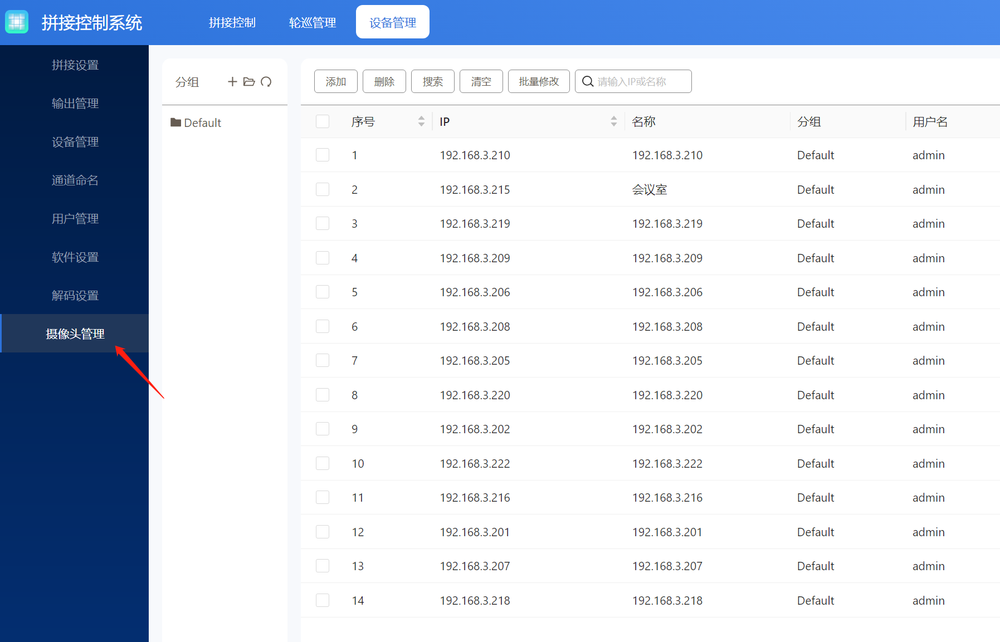 拼接控制系统 拼接控制 轮巡管理 设备管理
拼接设置
输出管理
设备管理
通道命名
用户管理
软件设置
解码设置
摄像头管理
分组
Default
添加 删除 搜索 清空 批量修改 请输入IP或名称
序号 IP 名称 分组 用户名
1 192.168.3.210 192.168.3.210 Default admin
2 192.168.3.215 会议室 Default admin
3 192.168.3.219 192.168.3.219 Default admin
4 192.168.3.209 192.168.3.209 Default admin
5 192.168.3.206 192.168.3.206 Default admin
6 192.168.3.208 192.168.3.208 Default admin
7 192.168.3.205 192.168.3.205 Default admin
8 192.168.3.220 192.168.3.220 Default admin
9 192.168.3.202 192.168.3.202 Default admin
10 192.168.3.222 192.168.3.222 Default admin
11 192.168.3.216 192.168.3.216 Default admin
12 192.168.3.201 192.168.3.201 Default admin
13 192.168.3.207 192.168.3.207 Default admin
14 192.168.3.218 192.168.3.218 Default admin